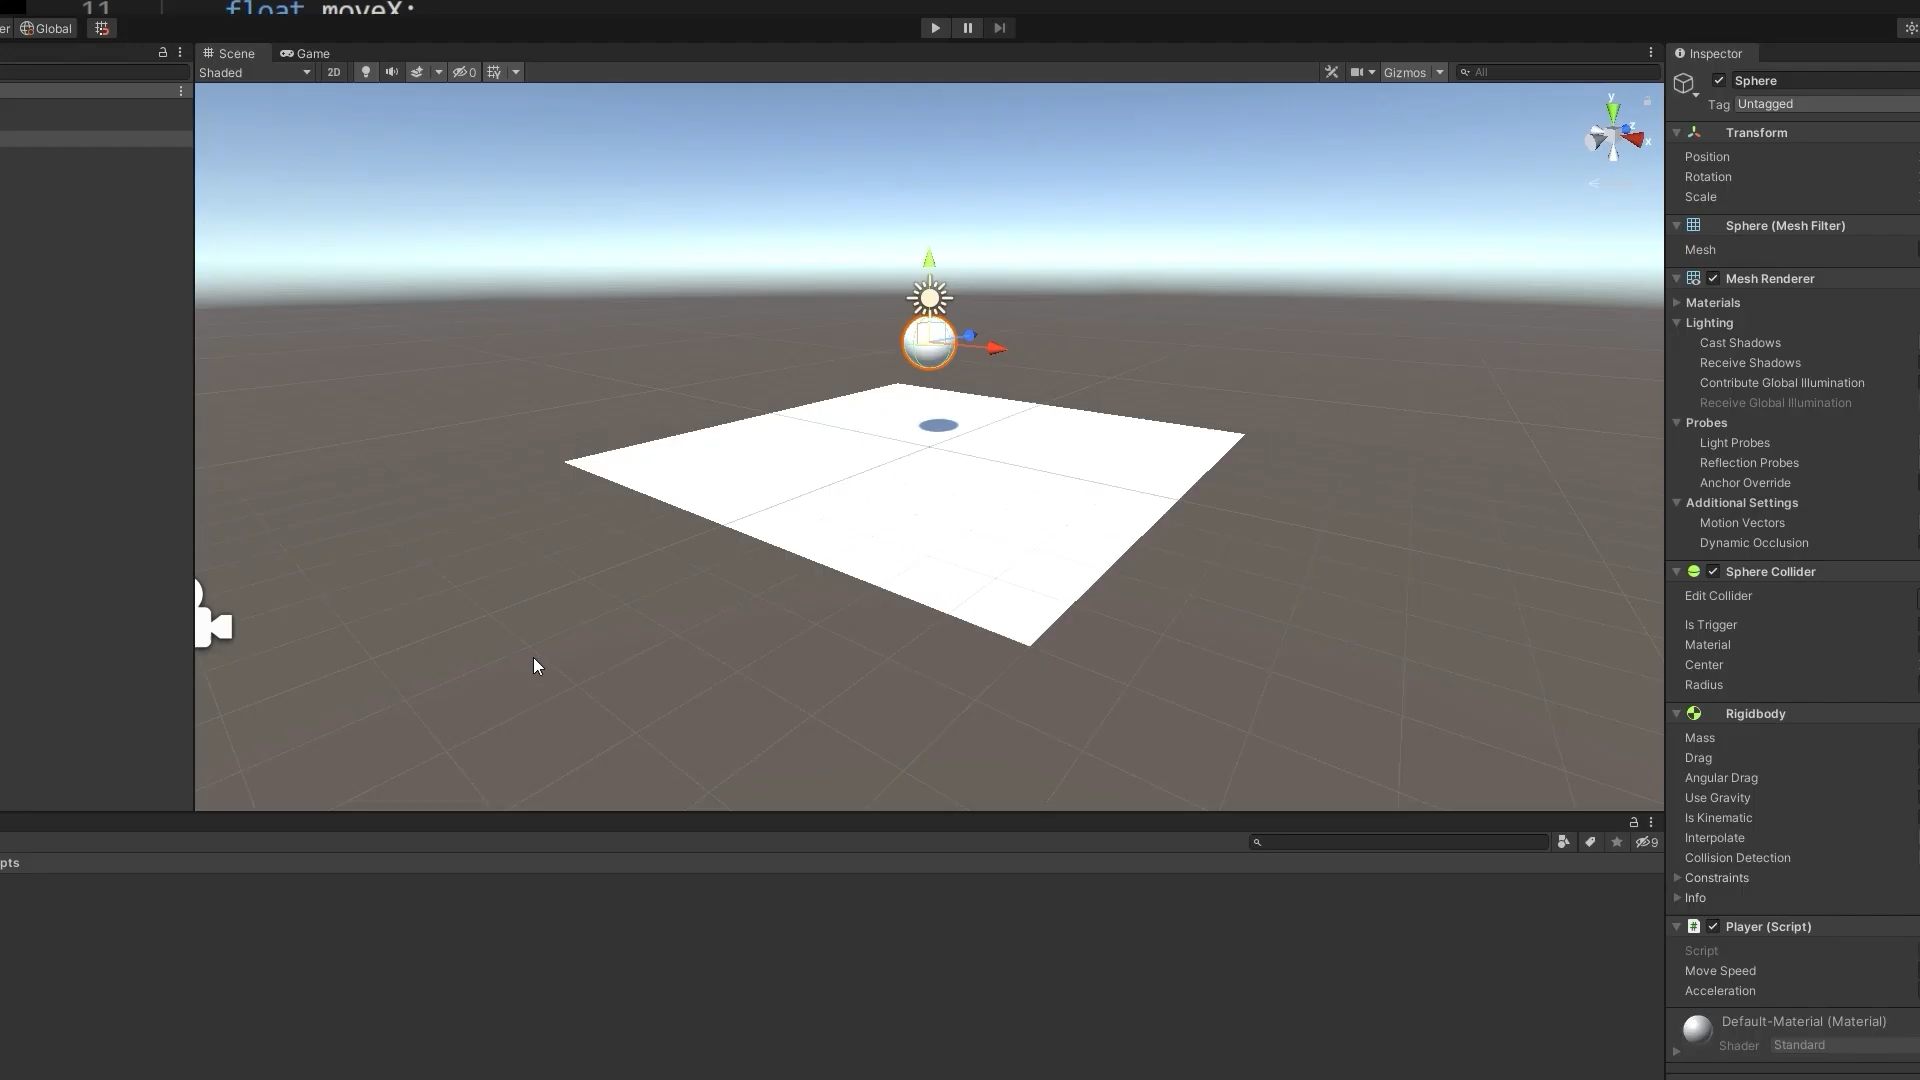 11 float moveX;
er Global
Scene Game
Shaded 2D 0 Gizmos All
y
z
x
Inspector
Sphere
Tag Untagged
Transform
Position
Rotation
Scale
Sphere (Mesh Filter)
Mesh
Mesh Renderer
Materials
Lighting
Cast Shadows
Receive Shadows
Contribute Global Illumination
Receive Global Illumination
Probes
Light Probes
Reflection Probes
Anchor Override
Additional Settings
Motion Vectors
Dynamic Occlusion
Sphere Collider
Edit Collider
Is Trigger
Material
Center
Radius
Rigidbody
Mass
Drag
Angular Drag
Use Gravity
Is Kinematic
Interpolate
Collision Detection
Constraints
Info
9
pts
Player (Script)
Script
Move Speed
Acceleration
Default-Material (Material)
Shader Standard